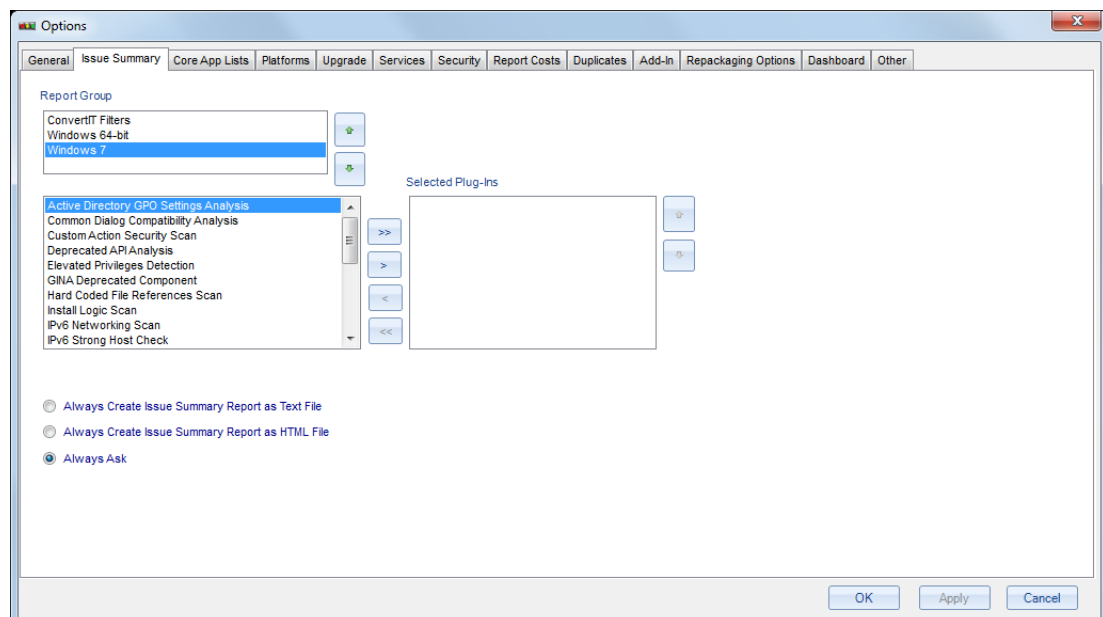 Options
X
General Issue Summary Core App Lists Platforms Upgrade Services Security Report Costs Duplicates Add-In Repackaging Options Dashboard Other
Report Group
ConvertIT Filters
Windows 64-bit
Windows 7
Selected Plug-Ins
Active Directory GPO Settings Analysis
Common Dialog Compatibility Analysis
Custom Action Security Scan
Deprecated API Analysis
Elevated Privileges Detection
GINA Deprecated Component
Hard Coded File References Scan
Install Logic Scan
IPv6 Networking Scan
IPv6 Strong Host Check
>>
>
<
<<
Always Create Issue Summary Report as Text File
Always Create Issue Summary Report as HTML File
Always Ask
OK Apply Cancel